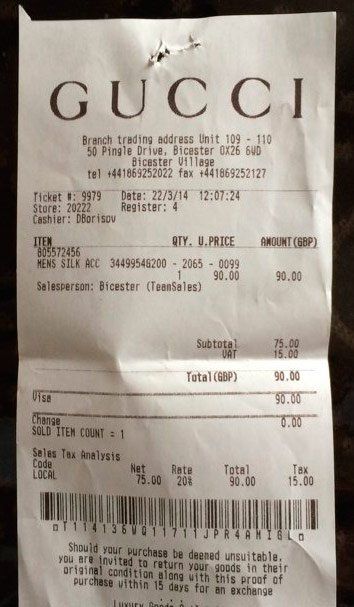 GUCCI
Branch trading address Unit 109 - 110
50 Pingle Drive, Bicester OX26 6WD
Bicester Village
tel +441869252022 fax +441869252127
Ticket #: 9979 Date: 22/3/14 12:07:24
Store: 20222 Register: 4
Cashier: DBorisov
ITEM QTY. U.PRICE AMOUNT(GBP)
805572456
MENS SILK ACC 3449954G200 - 2065 - 0099
1 90.00 90.00
Salesperson: Bicester (TeamSales)
Subtotal 75.00
VAT 15.00
Total(GBP) 90.00
Visa 90.00
Change 0.00
SOLD ITEM COUNT = 1
Sales Tax Analysis
Code Net Rate Total Tax
LOCAL 75.00 20% 90.00 15.00
Should your purchase be deemed unsuitable,
you are invited to return your goods in their
original condition along with this proof of
purchase within 15 days for an exchange